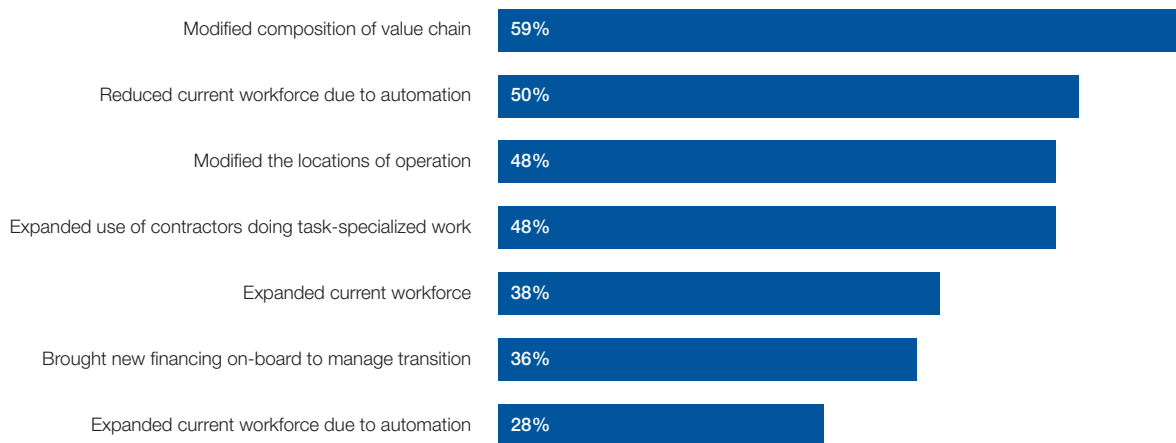 Modified composition of value chain 59%
Reduced current workforce due to automation 50%
Modified the locations of operation 48%
Expanded use of contractors doing task-specialized work 48%
Expanded current workforce 38%
Brought new financing on-board to manage transition 36%
Expanded current workforce due to automation 28%